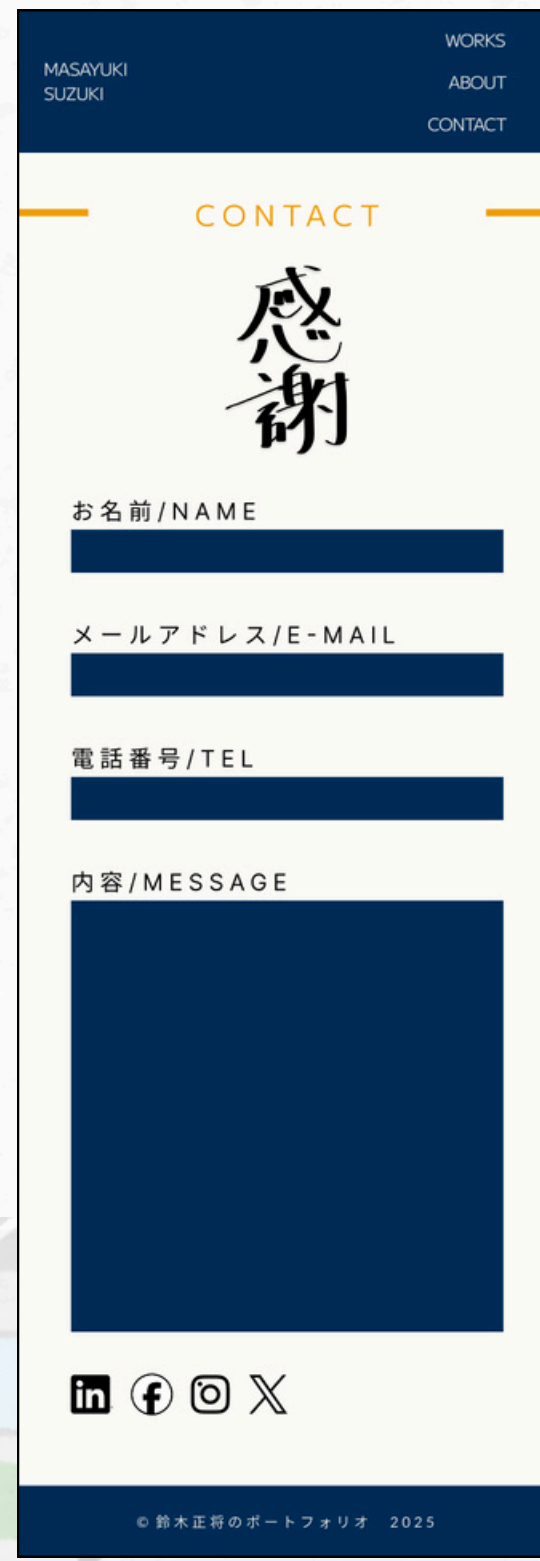 MASAYUKI
SUZUKI
WORKS
ABOUT
CONTACT
CONTACT
感
謝
お名前/NAME
メールアドレス/E-MAIL
電話番号/TEL
内容/MESSAGE
in f X
© 鈴木正将のポートフォリオ　2025